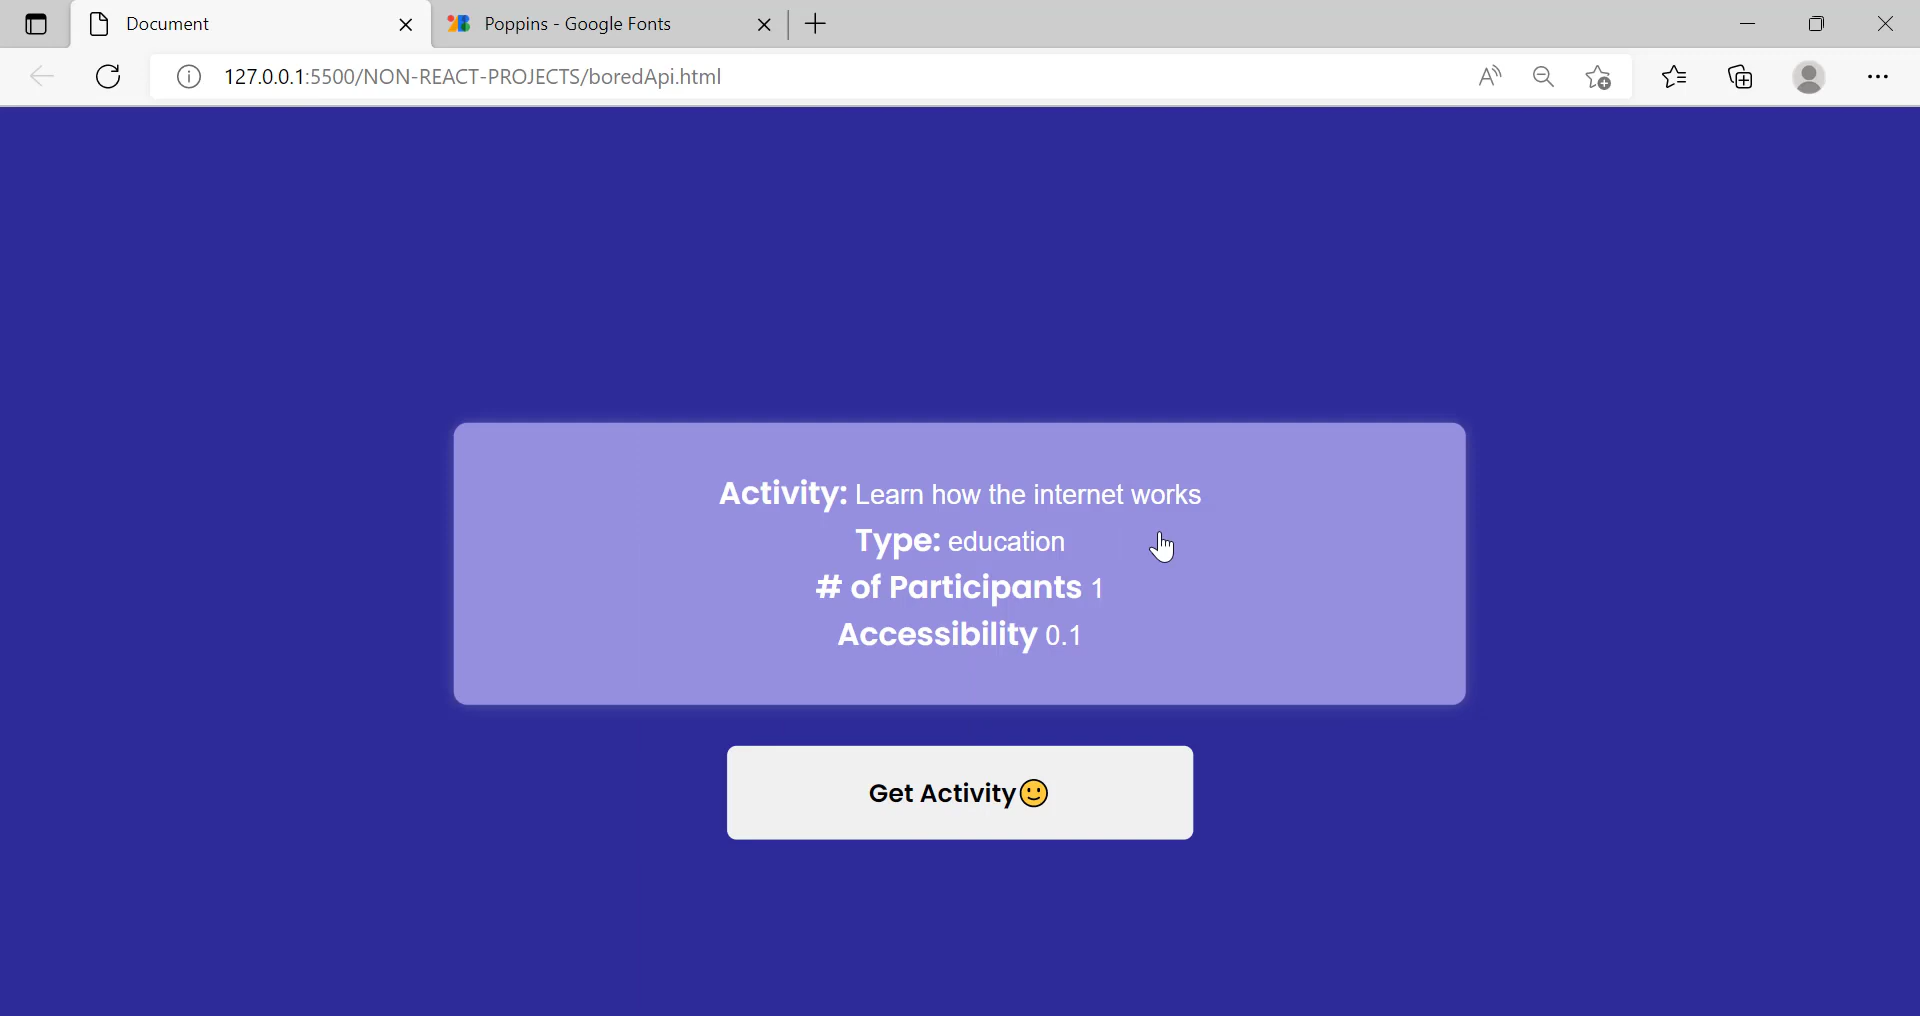 Document
Poppins - Google Fonts
127.0.0.1:5500/NON-REACT-PROJECTS/boredApi.html
Activity: Learn how the internet works
Type: education
# of Participants 1
Accessibility 0.1
Get Activity🙂